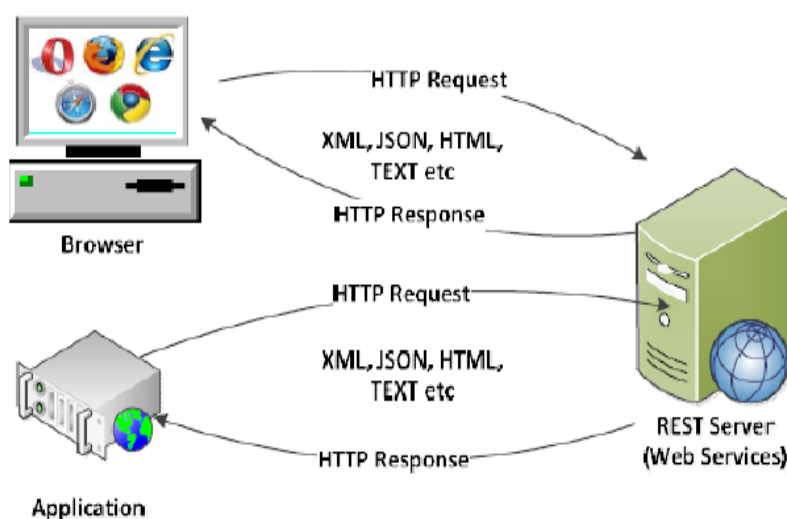 HTTP Request
XML, JSON, HTML,
TEXT etc
HTTP Response
Browser
HTTP Request
XML, JSON, HTML,
TEXT etc
HTTP Response
Application
REST Server
(Web Services)